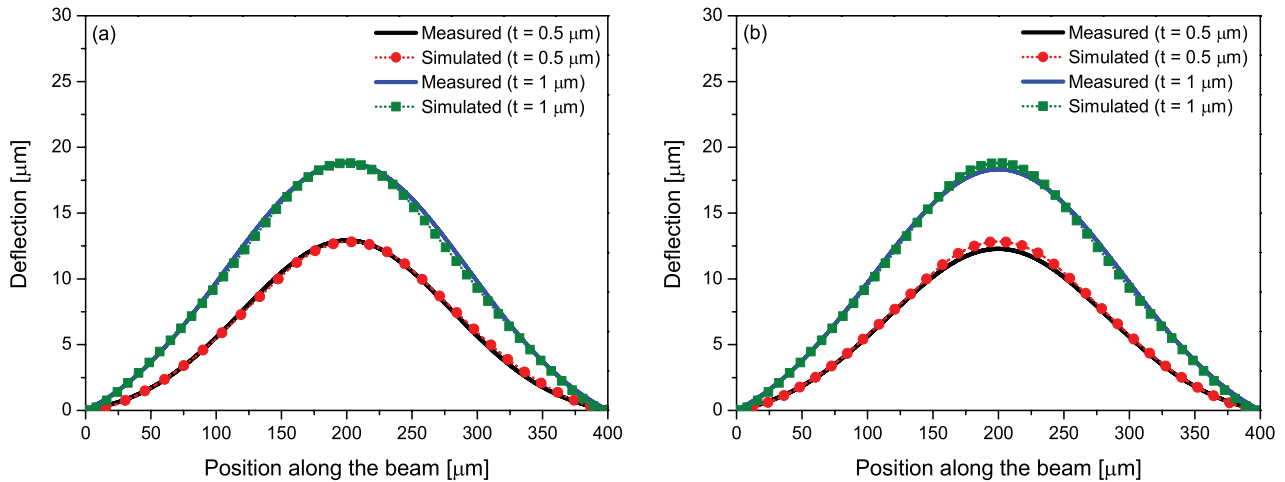 (a)
Measured (t = 0.5 μm)
Simulated (t = 0.5 μm)
Measured (t = 1 μm)
Simulated (t = 1 μm)
30
25
20
15
10
5
0
Deflection [μm]
0 50 100 150 200 250 300 350 400
Position along the beam [μm]
(b)
Measured (t = 0.5 μm)
Simulated (t = 0.5 μm)
Measured (t = 1 μm)
Simulated (t = 1 μm)
30
25
20
15
10
5
0
Deflection [μm]
0 50 100 150 200 250 300 350 400
Position along the beam [μm]